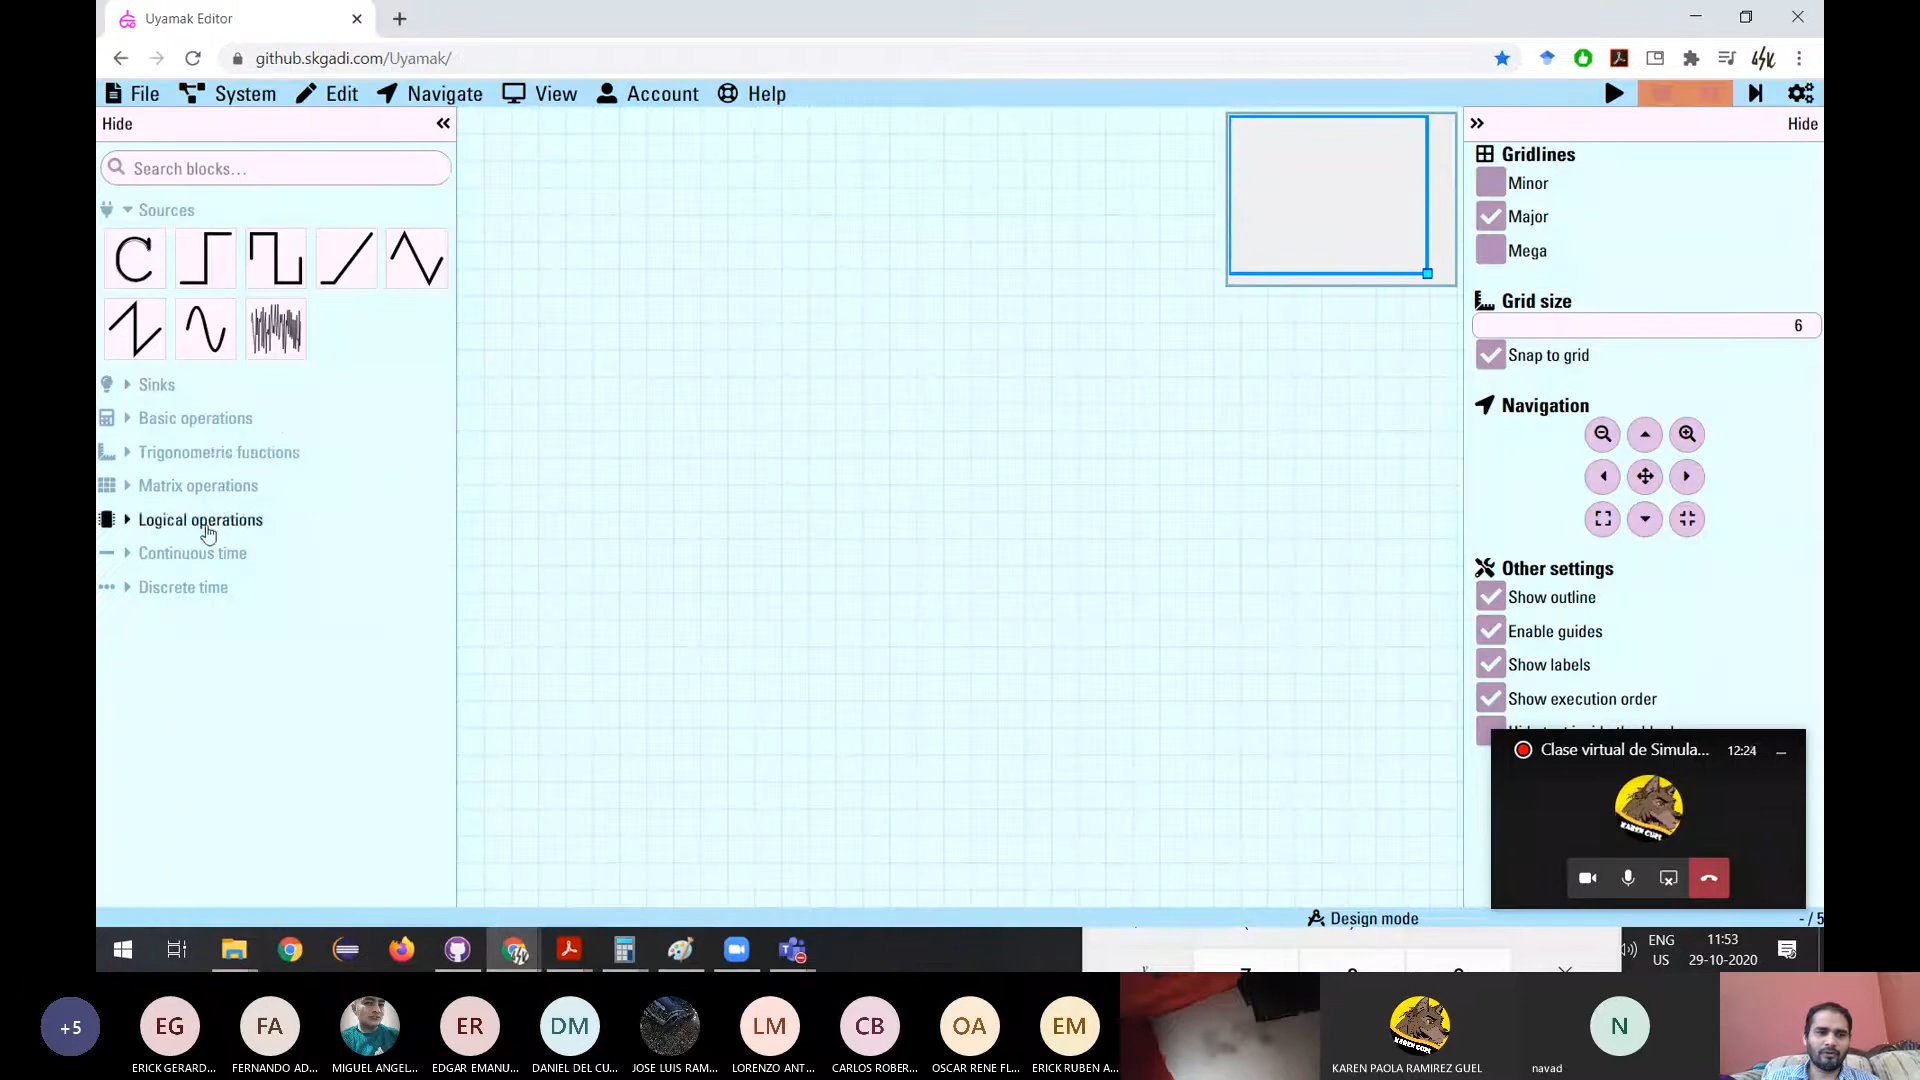 Uyamak Editor
github.skgadi.com/Uyamak/
File System Edit Navigate View Account Help
Hide
Search blocks...
Sources
Sinks
Basic operations
Trigonometric functions
Matrix operations
Logical operations
Continuous time
Discrete time
Hide
Gridlines
Minor
Major
Mega
Grid size
6
Snap to grid
Navigation
Other settings
Show outline
Enable guides
Show labels
Show execution order
Clase virtual de Simula... 12:24
KAREN GUEL
Design mode
- / 5
ENG
US
11:53
29-10-2020
+5
EG
FA
ER
DM
LM
CB
OA
EM
N
KAREN GUEL
ERICK GERARD...
FERNANDO AD...
MIGUEL ANGEL...
EDGAR EMANU...
DANIEL DEL CU...
JOSE LUIS RAM...
LORENZO ANT...
CARLOS ROBER...
OSCAR RENE FL...
ERICK RUBEN A...
KAREN PAOLA RAMIREZ GUEL
navad